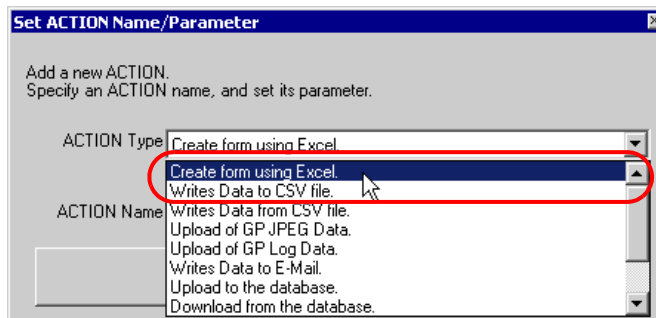 Set ACTION Name/Parameter
Add a new ACTION.
Specify an ACTION name, and set its parameter.
ACTION Type Create form using Excel.
Create form using Excel.
Writes Data to CSV file.
ACTION Name Writes Data from CSV file.
Upload of GP JPEG Data.
Upload of GP Log Data.
Writes Data to E-Mail.
Upload to the database.
Download from the database.